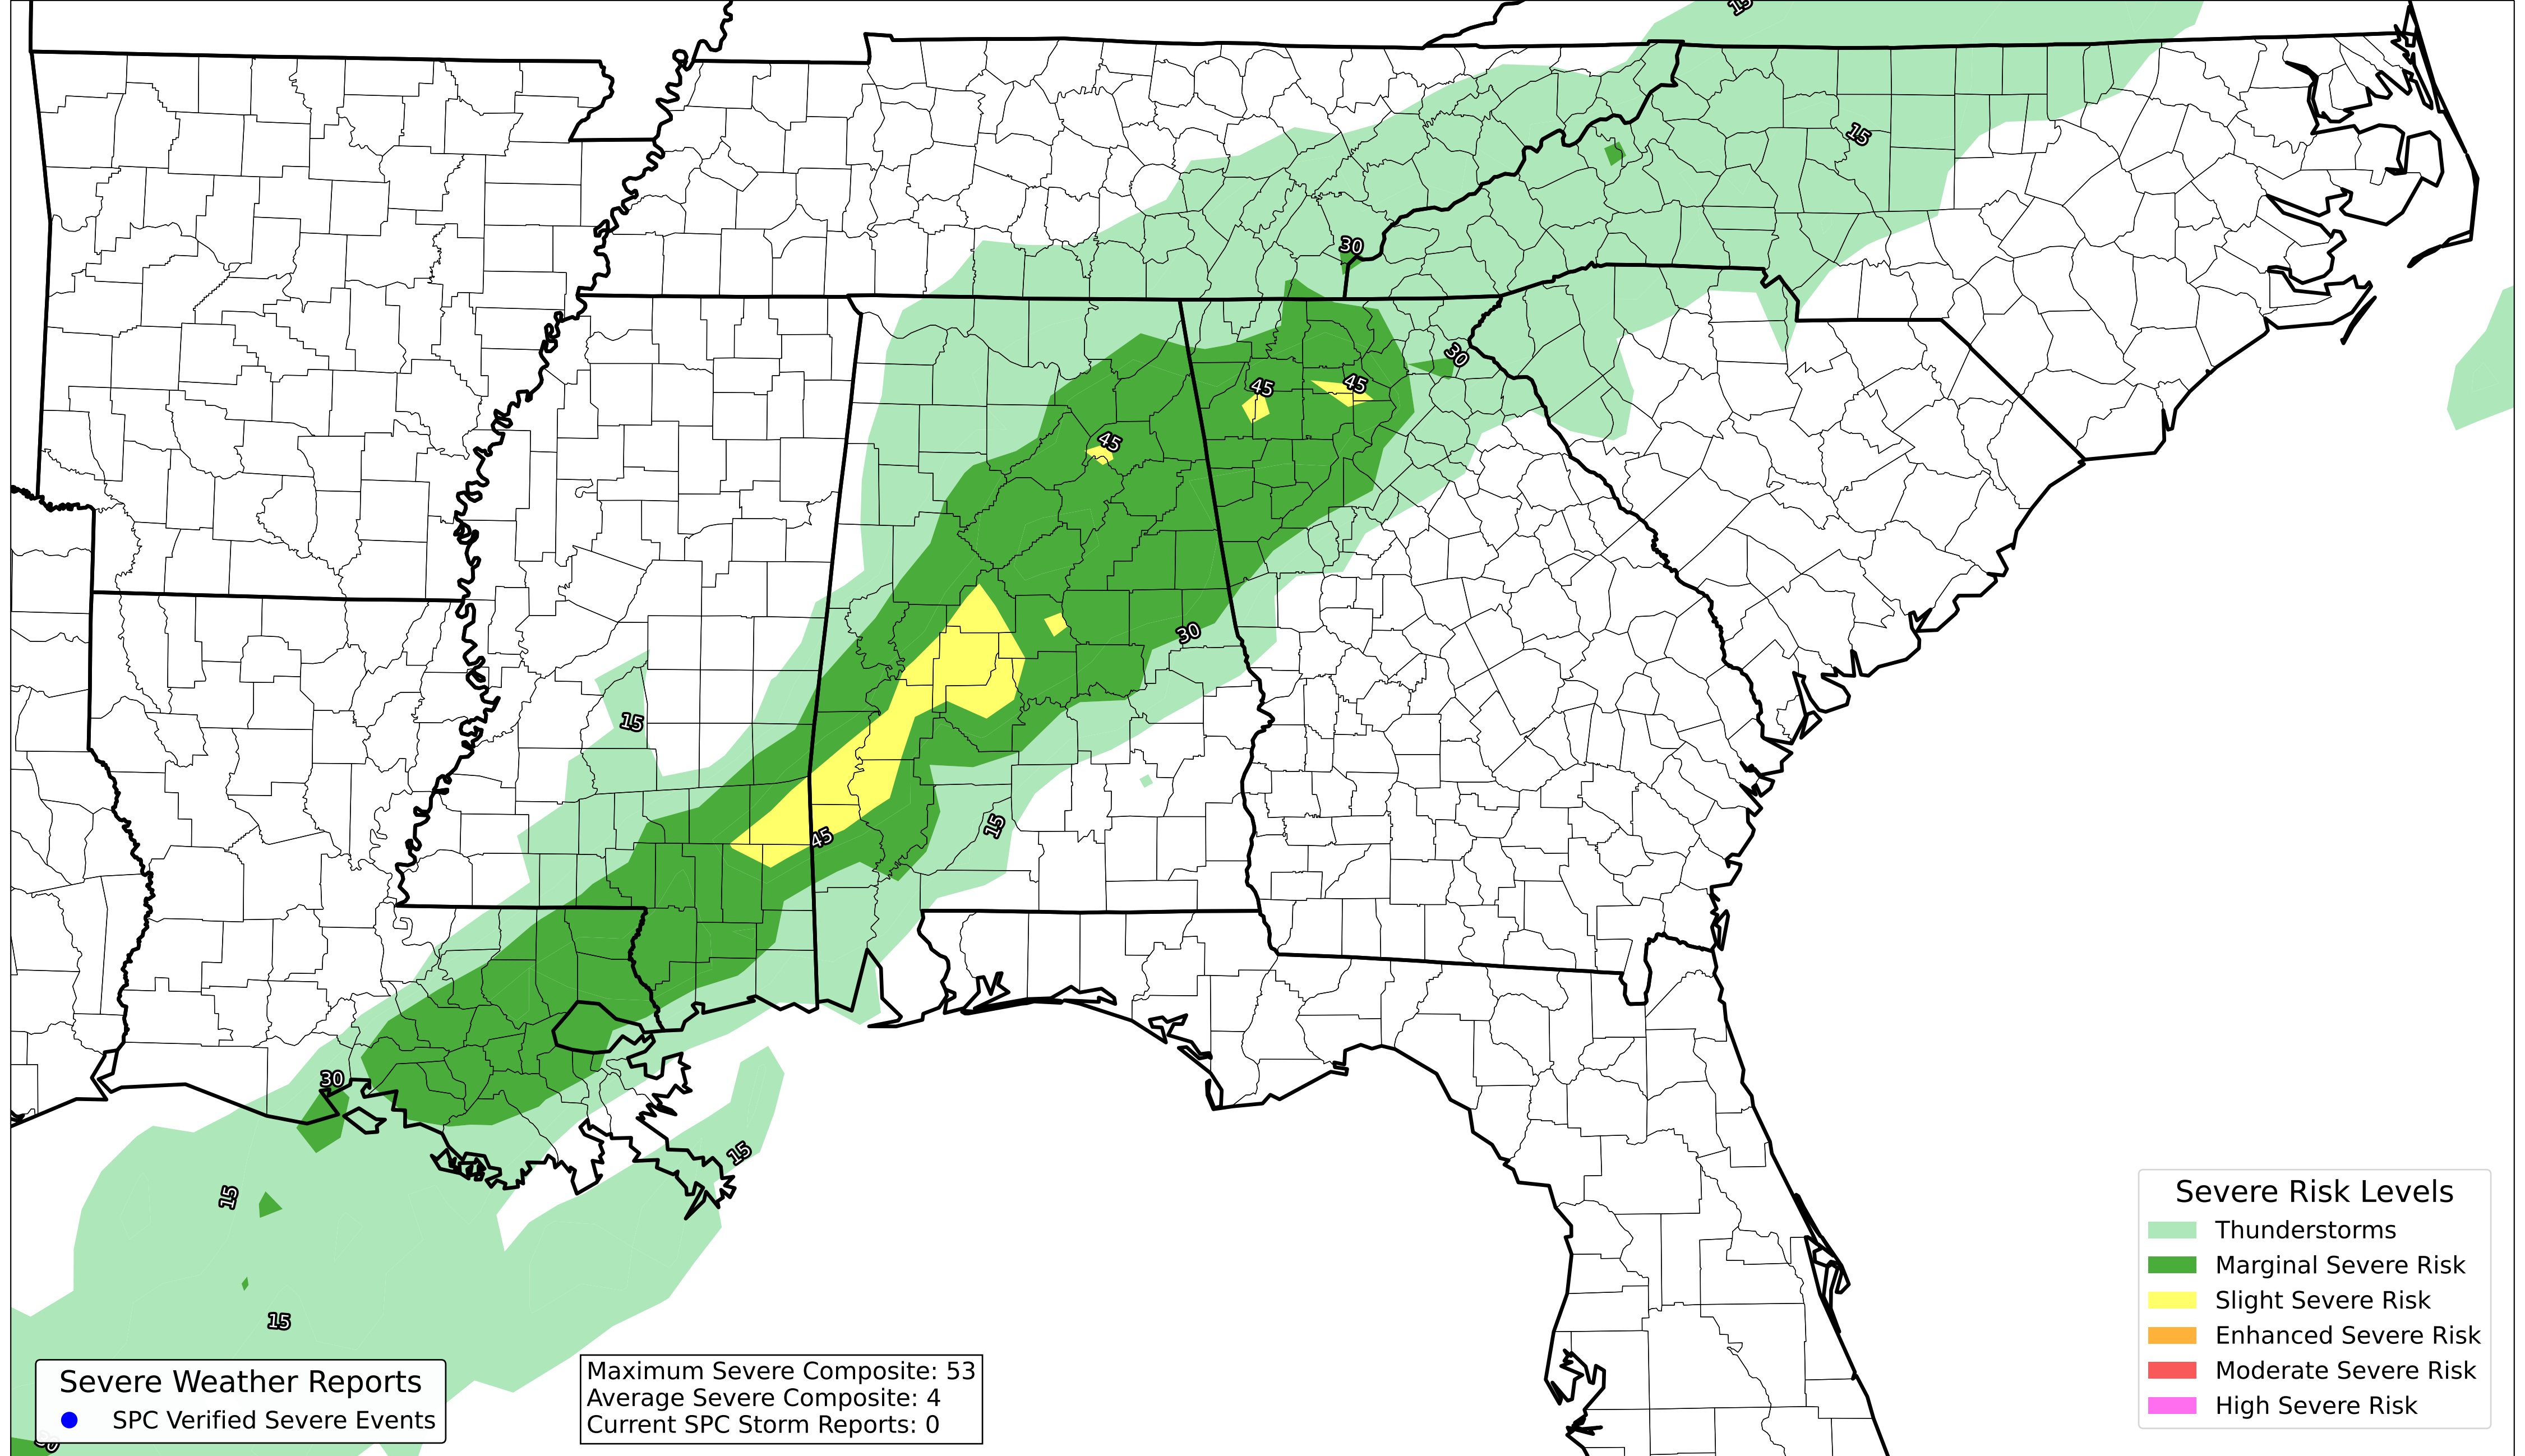 15
15
30
30
45
45
45
30
15
45
15
30
15
15
15
Severe Risk Levels
Thunderstorms
Marginal Severe Risk
Slight Severe Risk
Enhanced Severe Risk
Moderate Severe Risk
High Severe Risk
Severe Weather Reports
SPC Verified Severe Events
Maximum Severe Composite: 53
Average Severe Composite: 4
Current SPC Storm Reports: 0